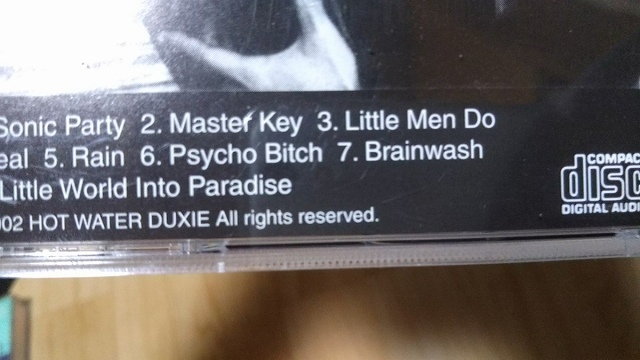 Sonic Party 2. Master Key 3. Little Men Do
eal 5. Rain 6. Psycho Bitch 7. Brainwash
Little World Into Paradise
002 HOT WATER DUXIE All rights reserved.
COMPAC
disc
DIGITAL AUDI